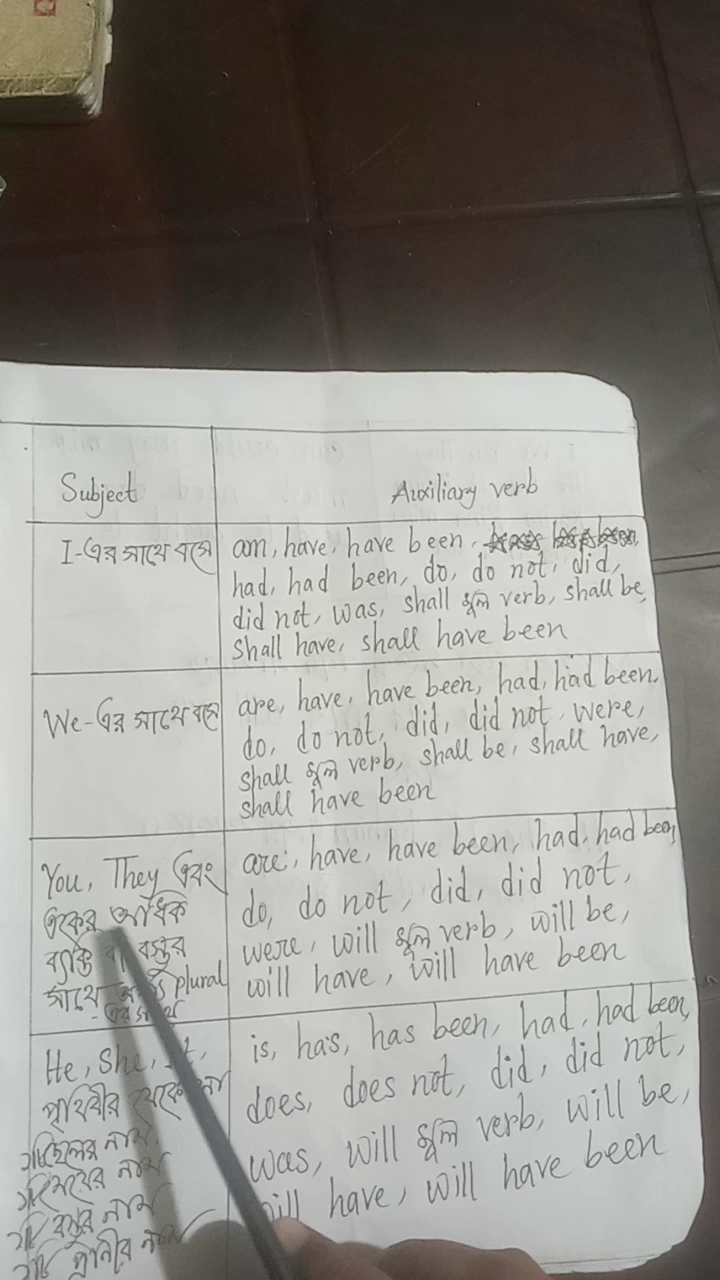 Subject
Auxiliary verb
I-এর সাথে বসে
am, have, have been,
had, had been, do, do not, did,
did not, was, shall মূল verb, shall be,
shall have, shall have been
We-এর সাথে বসে
are, have, have been, had, had been,
do, do not, did, did not, were,
shall মূল verb, shall be, shall have,
shall have been
You, They এবং
একের অধিক
ব্যক্তি বা বস্তুর
সাথে plural
-এর সাথে
are, have, have been, had, had been,
do, do not, did, did not,
were, will মূল verb, will be,
will have, will have been
He, She, It,
পৃথিবীর থেকে
ছেলের নাম,
মেয়ের নাম
বস্তুর নাম
প্রাণীর নাম
is, has, has been, had, had been,
does, does not, did, did not,
was, will মূল verb, will be,
will have, will have been